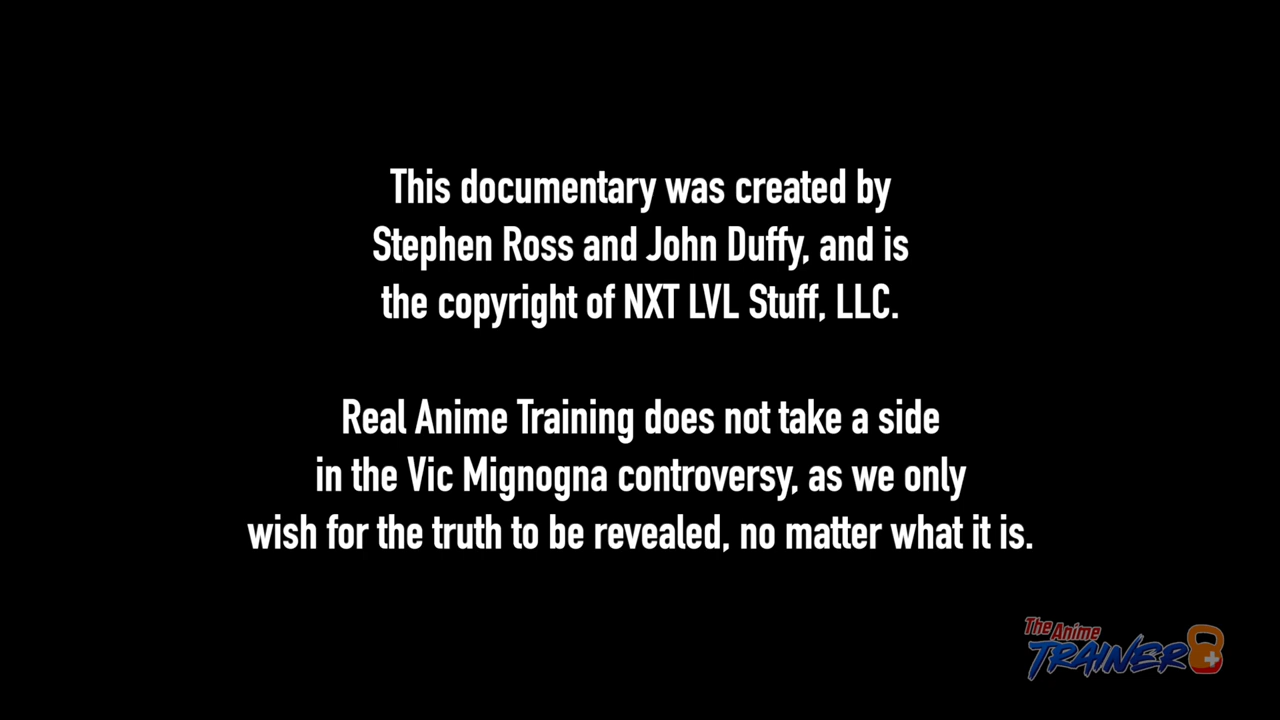 This documentary was created by
Stephen Ross and John Duffy, and is
the copyright of NXT LVL Stuff, LLC.
Real Anime Training does not take a side
in the Vic Mignogna controversy, as we only
wish for the truth to be revealed, no matter what it is.
The Anime
TRAINER